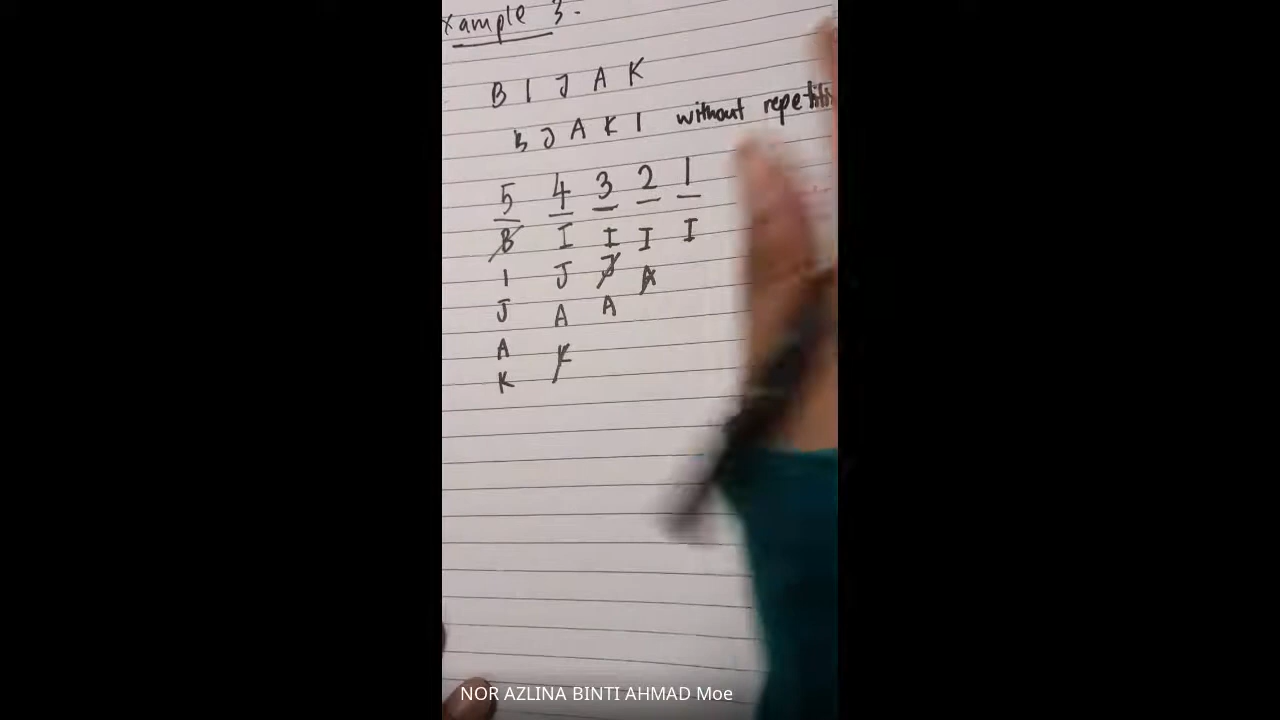 xample 3.
B I J A K
B J A K I without repetiti
5 4 3 2 1
B I I I I
I J J A
J A A
A K
K
NOR AZLINA BINTI AHMAD Moe